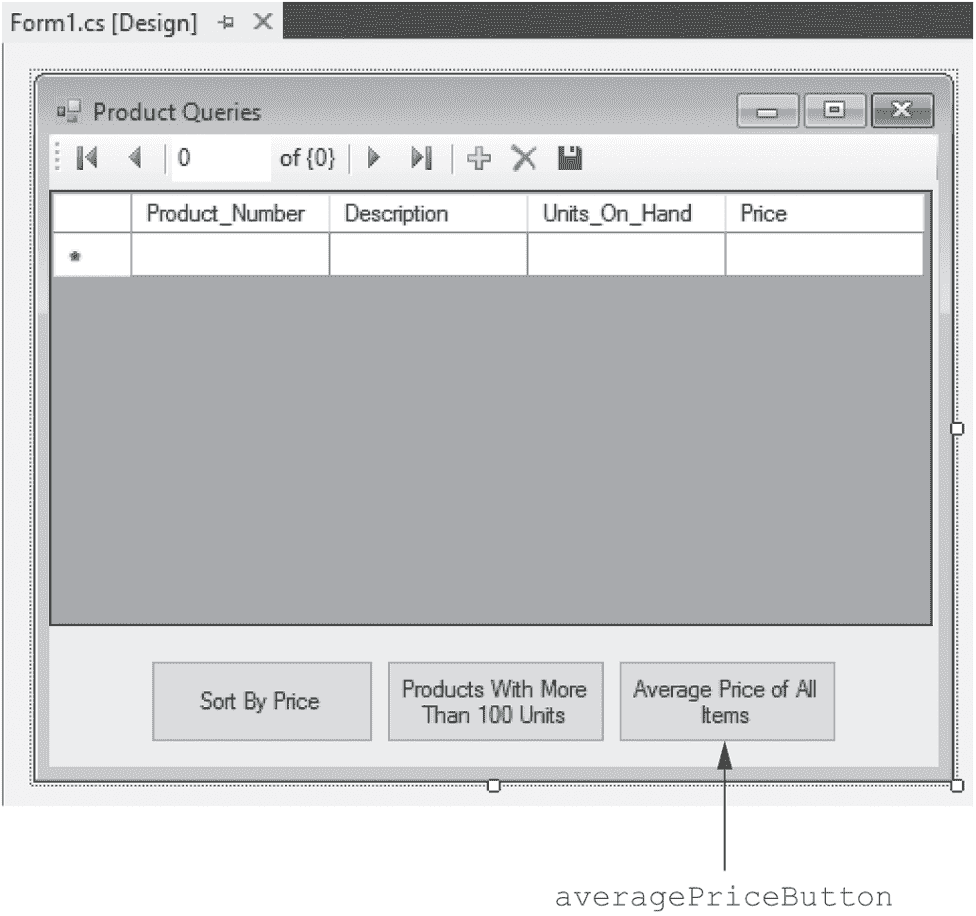 Form1.cs [Design]
Product Queries
0 of {0}
Product_Number Description Units_On_Hand Price
*
Sort By Price
Products With More
Than 100 Units
Average Price of All
Items
averagePriceButton